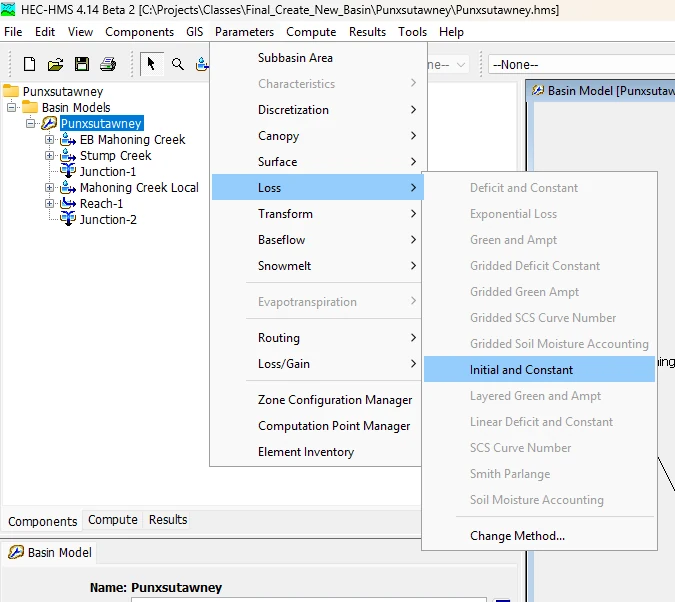 HEC-HMS 4.14 Beta 2 [C:\Projects\Classes\Final_Create_New_Basin\Punxsutawney\Punxsutawney.hms]
File Edit View Components GIS Parameters Compute Results Tools Help
--None--
Punxsutawney
Basin Models
Punxsutawney
EB Mahoning Creek
Stump Creek
Junction-1
Mahoning Creek Local
Reach-1
Junction-2
Subbasin Area
Characteristics
Discretization
Canopy
Surface
Loss
Transform
Baseflow
Snowmelt
Evapotranspiration
Routing
Loss/Gain
Zone Configuration Manager
Computation Point Manager
Element Inventory
Basin Model [Punxsutaw
Deficit and Constant
Exponential Loss
Green and Ampt
Gridded Deficit Constant
Gridded Green Ampt
Gridded SCS Curve Number
Gridded Soil Moisture Accounting
Initial and Constant
Layered Green and Ampt
Linear Deficit and Constant
SCS Curve Number
Smith Parlange
Soil Moisture Accounting
Change Method...
Components Compute Results
Basin Model
Name: Punxsutawney